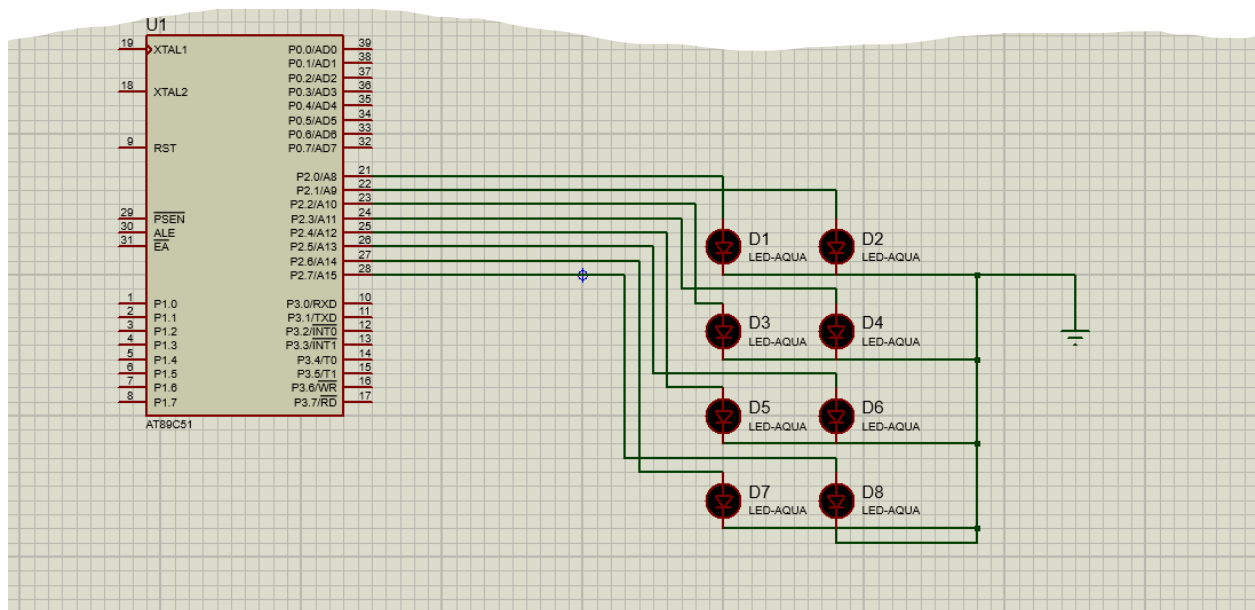 U1
19
XTAL1
18
XTAL2
9
RST
29
PSEN
30
ALE
31
EA
1
P1.0
2
P1.1
3
P1.2
4
P1.3
5
P1.4
6
P1.5
7
P1.6
8
P1.7
P0.0/AD0
39
P0.1/AD1
38
P0.2/AD2
37
P0.3/AD3
36
P0.4/AD4
35
P0.5/AD5
34
P0.6/AD6
33
P0.7/AD7
32
P2.0/A8
21
P2.1/A9
22
P2.2/A10
23
P2.3/A11
24
P2.4/A12
25
P2.5/A13
26
P2.6/A14
27
P2.7/A15
28
P3.0/RXD
10
P3.1/TXD
11
P3.2/INT0
12
P3.3/INT1
13
P3.4/T0
14
P3.5/T1
15
P3.6/WR
16
P3.7/RD
17
AT89C51
D1
LED-AQUA
D2
LED-AQUA
D3
LED-AQUA
D4
LED-AQUA
D5
LED-AQUA
D6
LED-AQUA
D7
LED-AQUA
D8
LED-AQUA